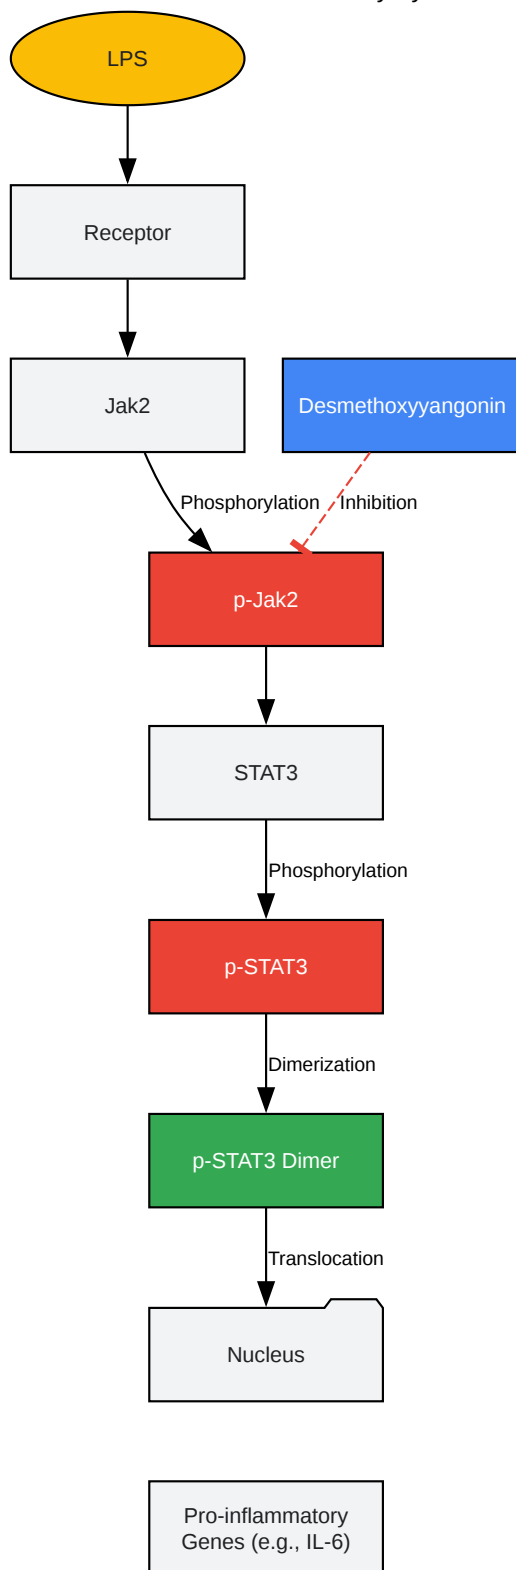 LPS
Receptor
Jak2
Desmethoxyyangonin
Phosphorylation
Inhibition
p-Jak2
STAT3
Phosphorylation
p-STAT3
Dimerization
p-STAT3 Dimer
Translocation
Nucleus
Pro-inflammatory
Genes (e.g., IL-6)